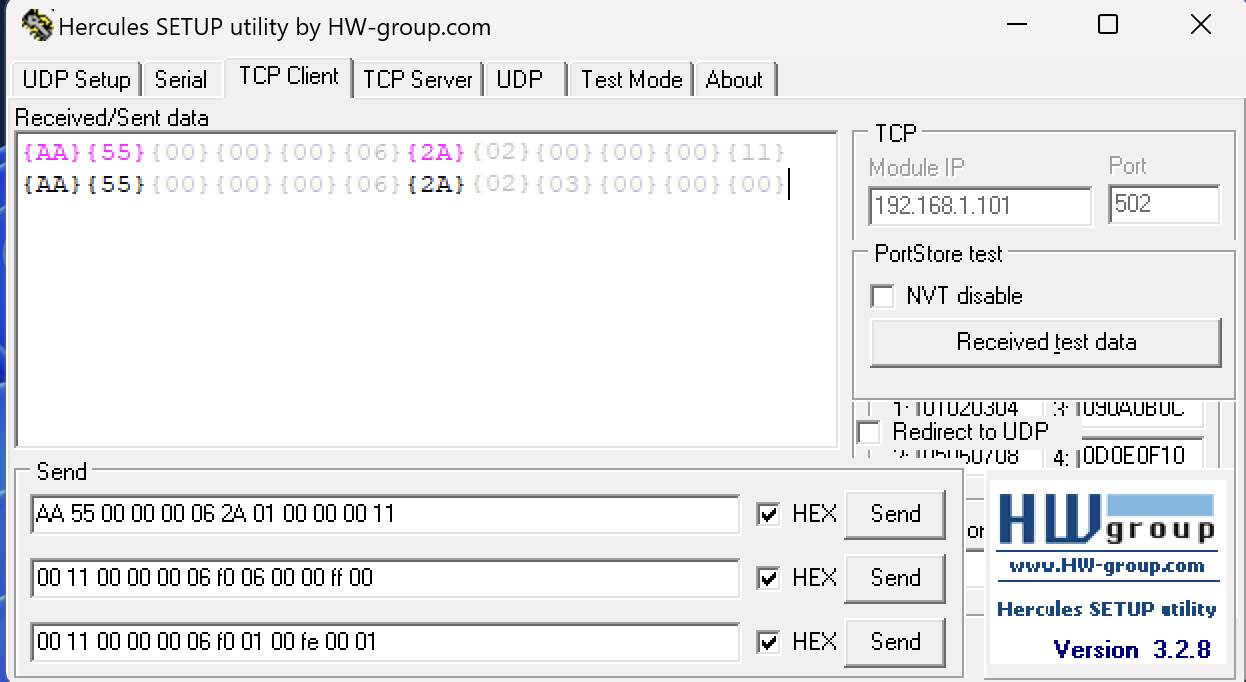 Hercules SETUP utility by HW-group.com
UDP Setup Serial TCP Client TCP Server UDP Test Mode About
Received/Sent data
{AA}{55}{00}{00}{00}{06}{2A}{02}{00}{00}{00}{11}
{AA}{55}{00}{00}{00}{06}{2A}{02}{03}{00}{00}{00}
TCP
Module IP Port
192.168.1.101 502
PortStore test
NVT disable
Received test data
1: 01020304 3: 090A0B0C
Redirect to UDP
2: 05060708 4: 0D0E0F10
Send
AA 55 00 00 00 06 2A 01 00 00 00 11 HEX Send
00 11 00 00 00 06 f0 06 00 00 ff 00 HEX Send
00 11 00 00 00 06 f0 01 00 fe 00 01 HEX Send
or
HW group
www.HW-group.com
Hercules SETUP utility
Version 3.2.8